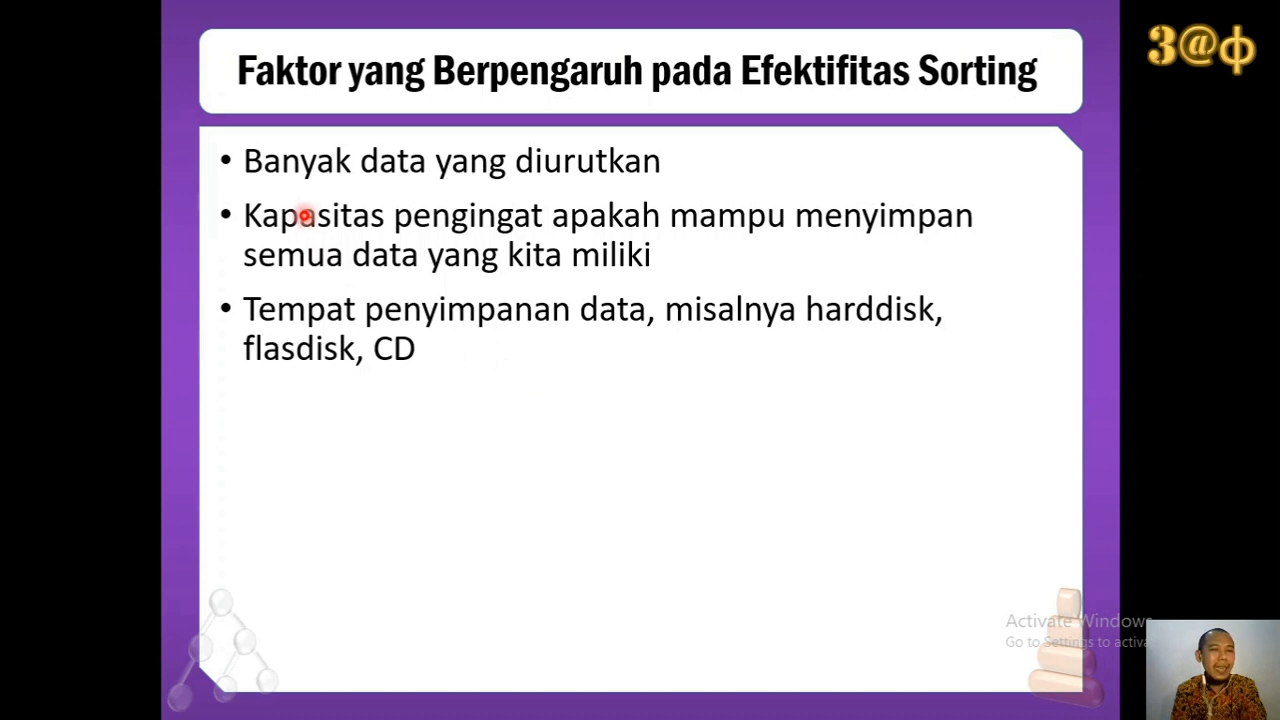 3@ф
Faktor yang Berpengaruh pada Efektifitas Sorting
• Banyak data yang diurutkan
• Kapasitas pengingat apakah mampu menyimpan
semua data yang kita miliki
• Tempat penyimpanan data, misalnya harddisk,
flasdisk, CD
Activate Windows
Go to Settings to activa